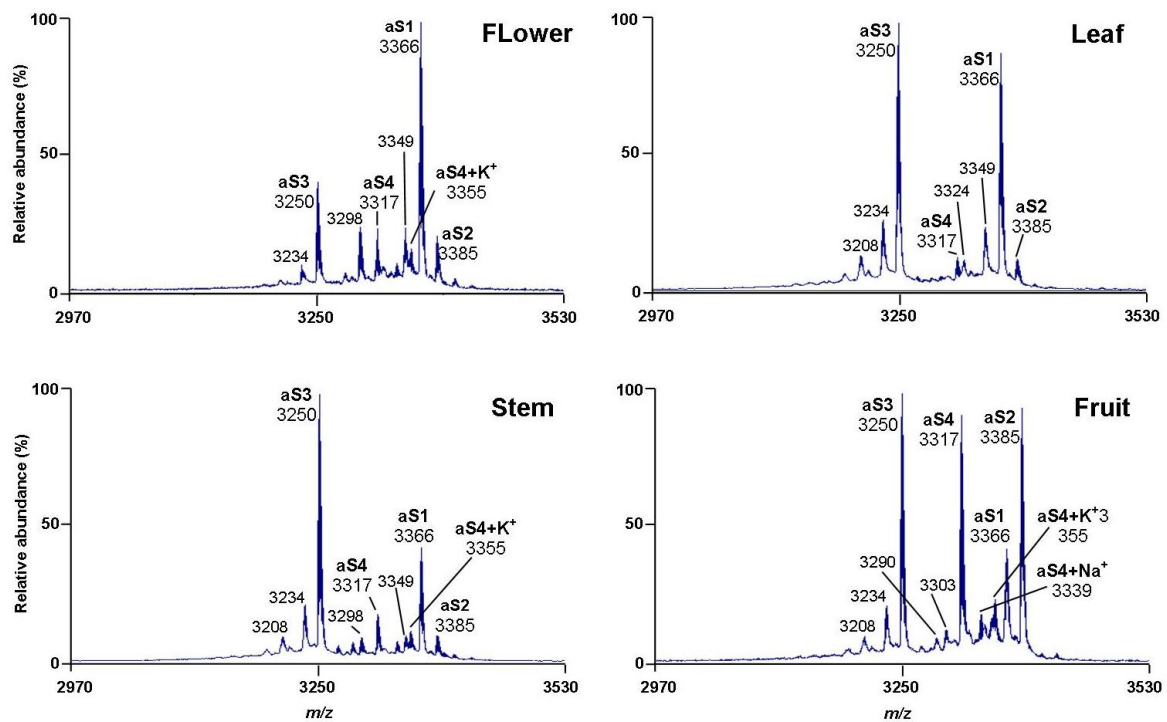 FLower
Relative abundance (%)
100
50
0
2970
3250
3530
3234
aS3
3250
3298
aS4
3317
3349
aS1
3366
aS4+K+
3355
aS2
3385
Leaf
100
50
0
2970
3250
3530
3208
3234
aS3
3250
aS4
3317
3324
3349
aS1
3366
aS2
3385
Stem
Relative abundance (%)
100
50
0
2970
3250
3530
m/z
3208
3234
aS3
3250
3298
aS4
3317
3349
aS1
3366
aS4+K+
3355
aS2
3385
Fruit
100
50
0
2970
3250
3530
m/z
3208
3234
aS3
3250
3290
3303
aS4
3317
aS1
3366
aS2
3385
aS4+K+3
355
aS4+Na+
3339